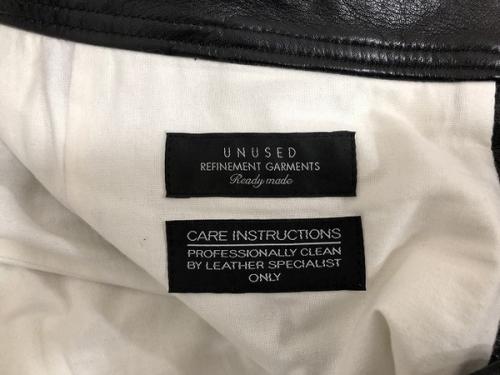 UNUSED
REFINEMENT GARMENTS
Ready made
CARE INSTRUCTIONS
PROFESSIONALLY CLEAN
BY LEATHER SPECIALIST
ONLY